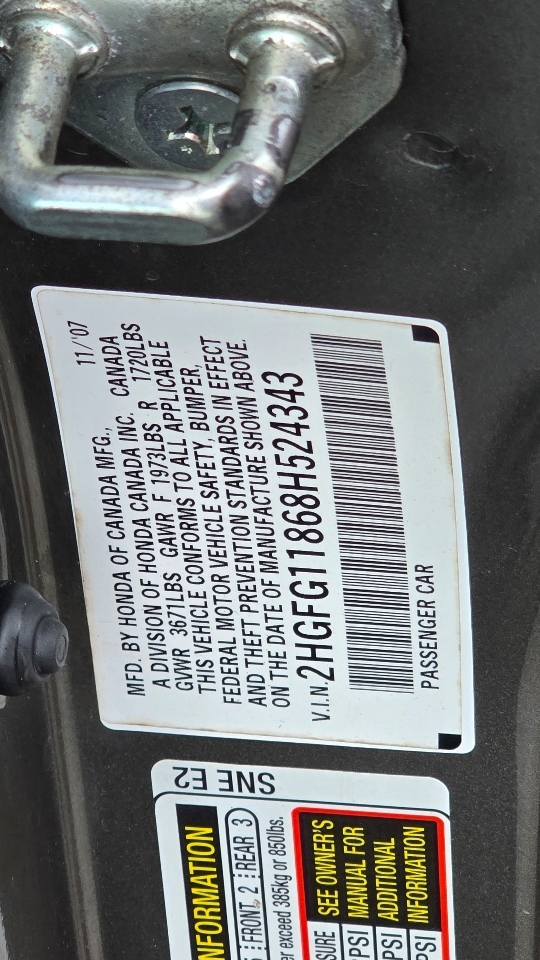 MFD. BY HONDA OF CANADA MFG., 11/'07
A DIVISION OF HONDA CANADA INC. CANADA
GVWR 3671LBS GAWR F 1973LBS R 1720LBS
THIS VEHICLE CONFORMS TO ALL APPLICABLE
FEDERAL MOTOR VEHICLE SAFETY, BUMPER,
AND THEFT PREVENTION STANDARDS IN EFFECT
ON THE DATE OF MANUFACTURE SHOWN ABOVE.
V.I.N. 2HGFG11868H524343
PASSENGER CAR
SNE E2
NFORMATION
FRONT 2 REAR 3
er exceed 385kg or 850lbs.
SURE SEE OWNER'S
PSI MANUAL FOR
PSI ADDITIONAL
PSI INFORMATION